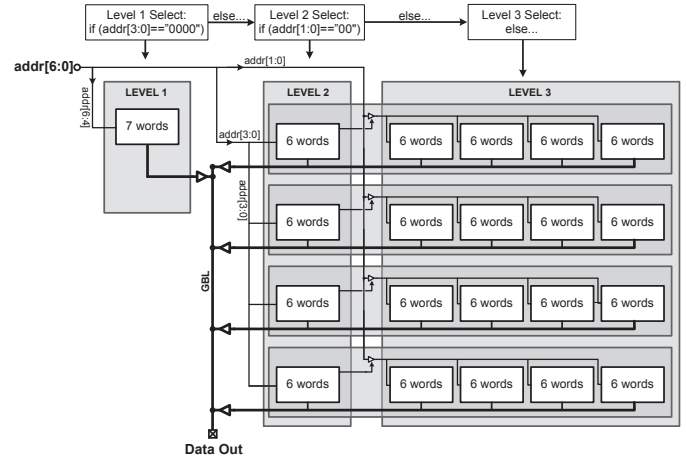 Level 1 Select:
if (addr[3:0]=="0000")
else...
Level 2 Select:
if (addr[1:0]=="00")
else...
Level 3 Select:
else...
addr[6:0]
addr[1:0]
LEVEL 1
LEVEL 2
LEVEL 3
addr[6:4]
7 words
addr[3:0]
6 words
6 words
6 words
6 words
6 words
addr[3:0]
6 words
6 words
6 words
6 words
6 words
GBL
6 words
6 words
6 words
6 words
6 words
6 words
6 words
6 words
6 words
6 words
Data Out